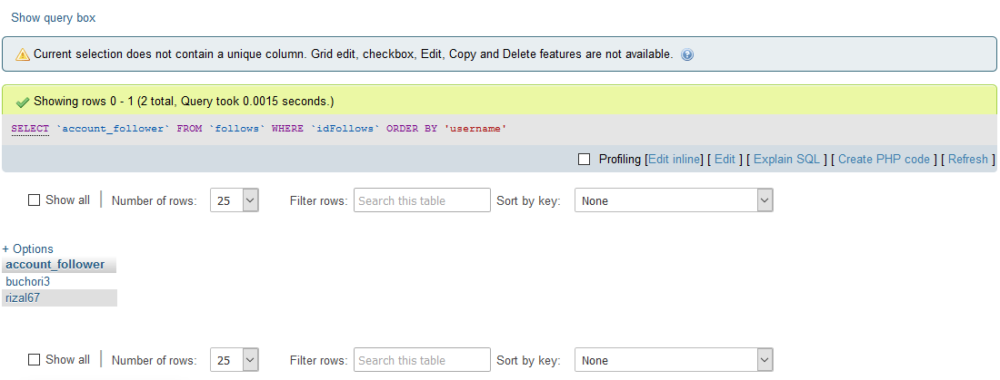 Show query box
Current selection does not contain a unique column. Grid edit, checkbox, Edit, Copy and Delete features are not available.
Showing rows 0 - 1 (2 total, Query took 0.0015 seconds.)
SELECT `account_follower` FROM `follows` WHERE `idFollows` ORDER BY 'username'
Profiling [Edit inline] [ Edit ] [ Explain SQL ] [ Create PHP code ] [ Refresh ]
Show all | Number of rows: 25 Filter rows: Search this table Sort by key: None
+ Options
account_follower
buchori3
rizal67
Show all | Number of rows: 25 Filter rows: Search this table Sort by key: None